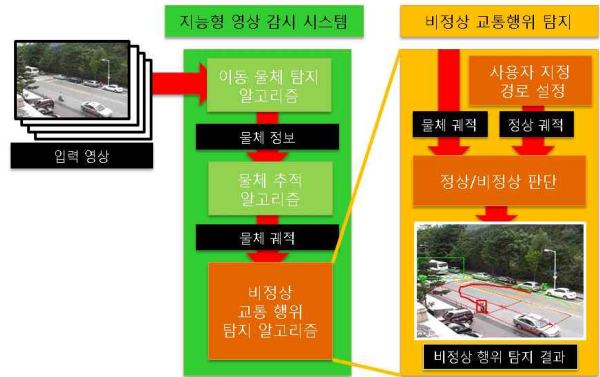 지능형 영상 감시 시스템
비정상 교통행위 탐지
입력 영상
이동 물체 탐지
알고리즘
물체 정보
물체 추적
알고리즘
물체 궤적
비정상
교통 행위
탐지 알고리즘
사용자 지정
경로 설정
물체 궤적
정상 궤적
정상/비정상 판단
비정상 행위 탐지 결과